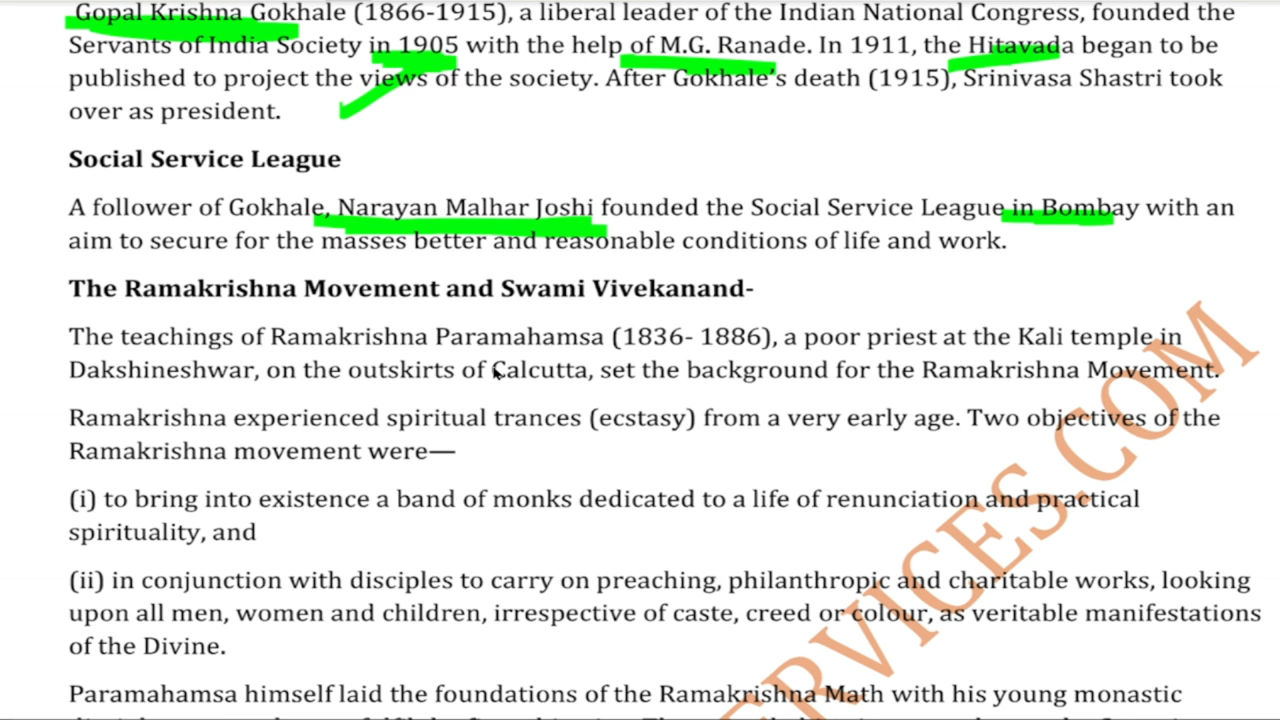 Gopal Krishna Gokhale (1866-1915), a liberal leader of the Indian National Congress, founded the
Servants of India Society in 1905 with the help of M.G. Ranade. In 1911, the Hitavada began to be
published to project the views of the society. After Gokhale's death (1915), Srinivasa Shastri took
over as president.
Social Service League
A follower of Gokhale, Narayan Malhar Joshi founded the Social Service League in Bombay with an
aim to secure for the masses better and reasonable conditions of life and work.
The Ramakrishna Movement and Swami Vivekanand-
The teachings of Ramakrishna Paramahamsa (1836- 1886), a poor priest at the Kali temple in
Dakshineshwar, on the outskirts of Calcutta, set the background for the Ramakrishna Movement.
Ramakrishna experienced spiritual trances (ecstasy) from a very early age. Two objectives of the
Ramakrishna movement were—
(i) to bring into existence a band of monks dedicated to a life of renunciation and practical
spirituality, and
(ii) in conjunction with disciples to carry on preaching, philanthropic and charitable works, looking
upon all men, women and children, irrespective of caste, creed or colour, as veritable manifestations
of the Divine.
Paramahamsa himself laid the foundations of the Ramakrishna Math with his young monastic
ERVICES.COM